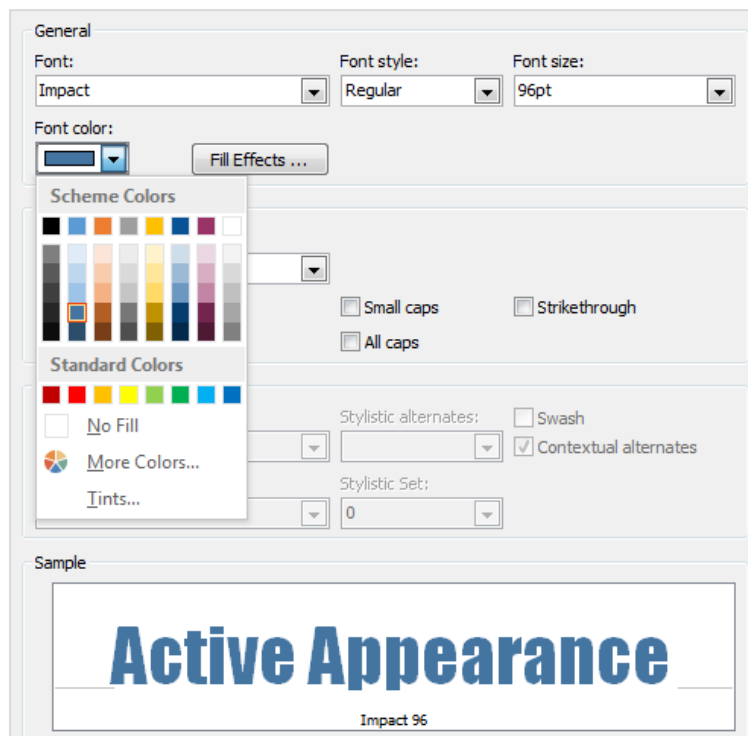 General
Font: Font style: Font size:
Impact Regular 96pt
Font color:
Fill Effects ...
Scheme Colors
Small caps Strikethrough
All caps
Standard Colors
No Fill
Stylistic alternates: Swash
More Colors... Contextual alternates
Tints... Stylistic Set:
0
Sample
Active Appearance
Impact 96